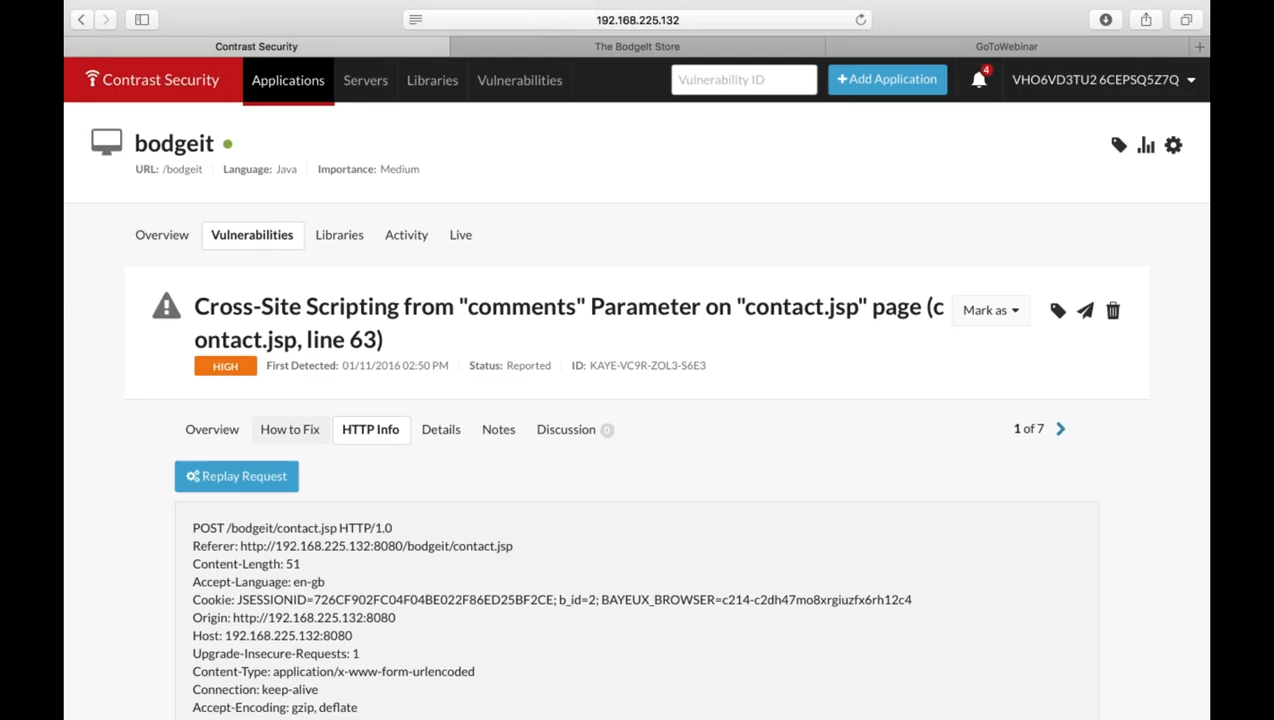 192.168.225.132
Contrast Security
The BodgeIt Store
GoToWebinar
Contrast Security
Applications
Servers
Libraries
Vulnerabilities
Vulnerability ID
+Add Application
4
VHO6VD3TU2 6CEPSQ5Z7Q
bodgeit
URL: /bodgeit
Language: Java
Importance: Medium
Overview
Vulnerabilities
Libraries
Activity
Live
Cross-Site Scripting from "comments" Parameter on "contact.jsp" page (c
ontact.jsp, line 63)
Mark as
HIGH
First Detected: 01/11/2016 02:50 PM
Status: Reported
ID: KAYE-VC9R-ZOL3-S6E3
Overview
How to Fix
HTTP Info
Details
Notes
Discussion 0
1 of 7
Replay Request
POST /bodgeit/contact.jsp HTTP/1.0
Referer: http://192.168.225.132:8080/bodgeit/contact.jsp
Content-Length: 51
Accept-Language: en-gb
Cookie: JSESSIONID=726CF902FC04F04BE022F86ED25BF2CE; b_id=2; BAYEUX_BROWSER=c214-c2dh47mo8xrgiuzfx6rh12c4
Origin: http://192.168.225.132:8080
Host: 192.168.225.132:8080
Upgrade-Insecure-Requests: 1
Content-Type: application/x-www-form-urlencoded
Connection: keep-alive
Accept-Encoding: gzip, deflate